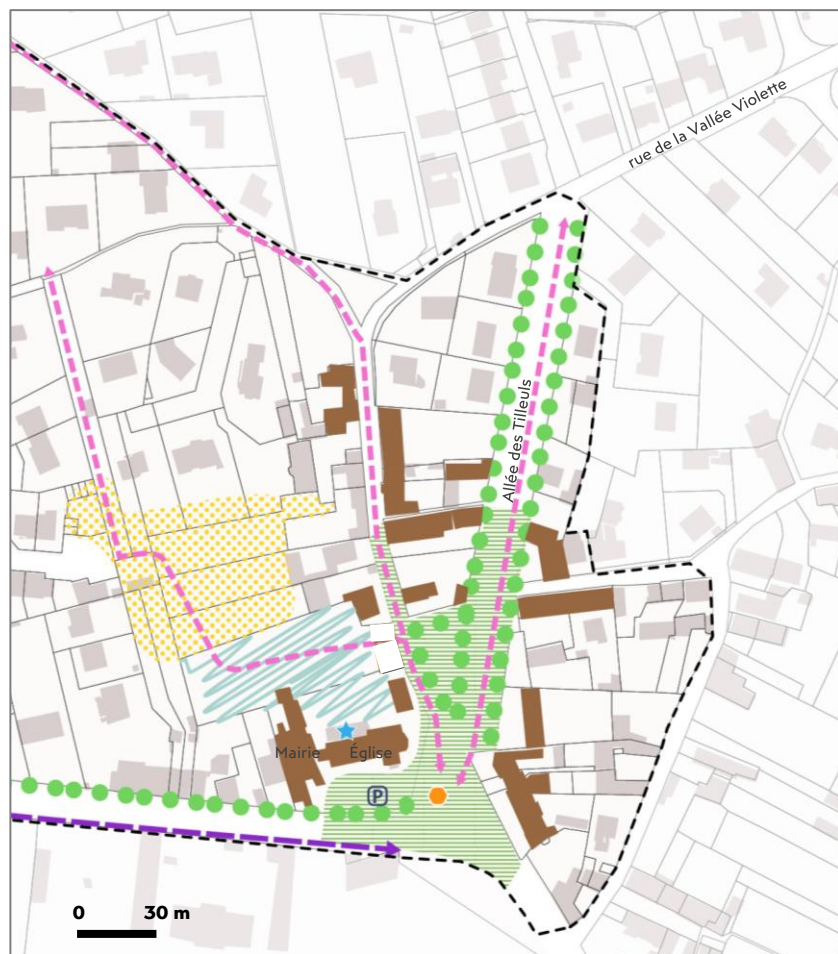 rue de la Vallée Violette
Allée des Tilleuls
Mairie
Église
P
0 30 m